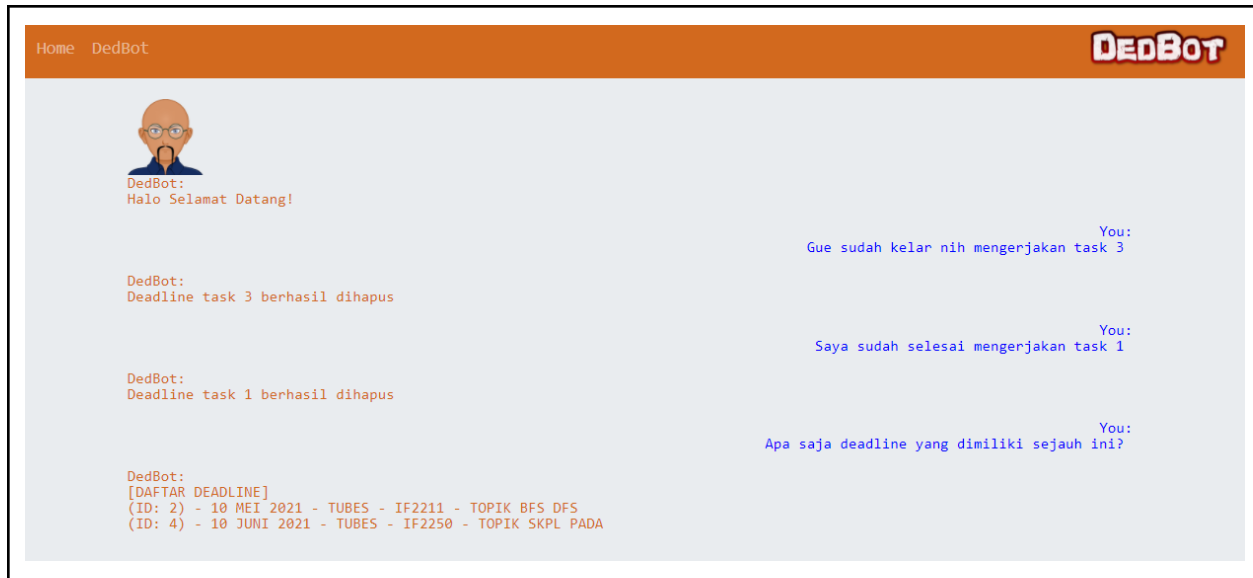 Home DedBot
DEDBOT
DedBot:
Halo Selamat Datang!
You:
Gue sudah kelar nih mengerjakan task 3
DedBot:
Deadline task 3 berhasil dihapus
You:
Saya sudah selesai mengerjakan task 1
DedBot:
Deadline task 1 berhasil dihapus
You:
Apa saja deadline yang dimiliki sejauh ini?
DedBot:
[DAFTAR DEADLINE]
(ID: 2) - 10 MEI 2021 - TUBES - IF2211 - TOPIK BFS DFS
(ID: 4) - 10 JUNI 2021 - TUBES - IF2250 - TOPIK SKPL PADA